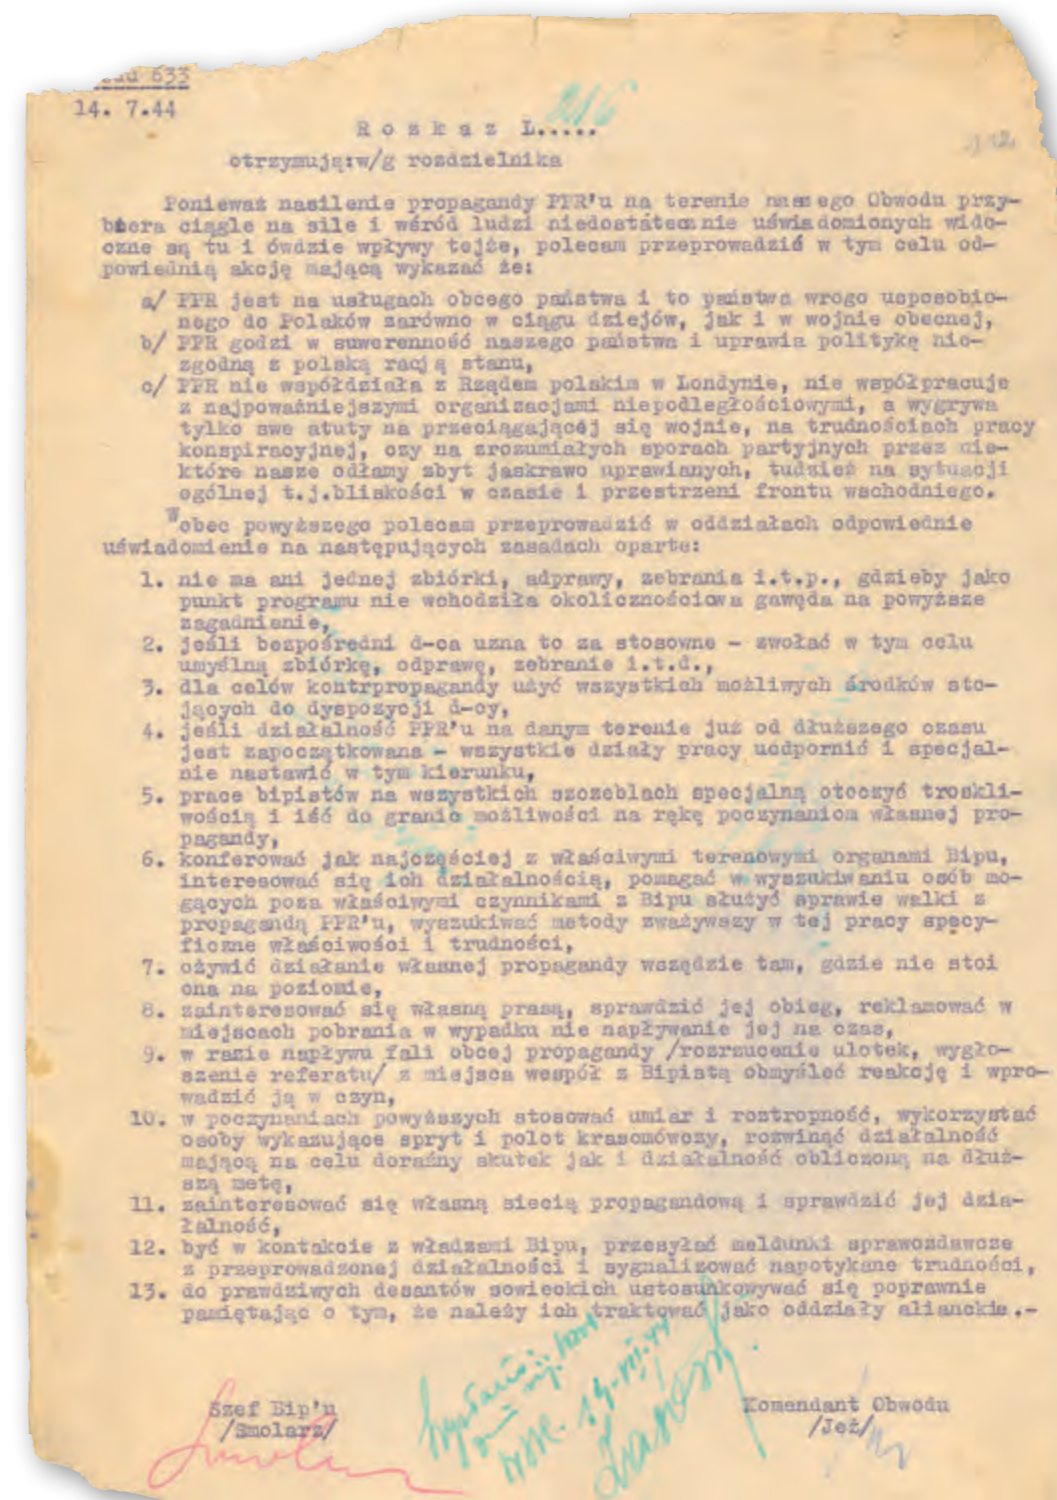 633
14. 7.44
216
Rozkaz L.....
otrzymują:w/g rozdzielnika
Ponieważ nasilenie propagandy PPR'u na terenie naszego Obwodu przy-
biera ciągle na sile i wśród ludzi niedostatecznie uświadomionych wido-
czne są tu i ówdzie wpływy tejże, polecam przeprowadzić w tym celu od-
powiednią akcję mającą wykazać że:
a/ PPR jest na usługach obcego państwa i to państwa wrogo usposobio-
nego do Polaków zarówno w ciągu dziejów, jak i w wojnie obecnej,
b/ PPR godzi w suwerenność naszego państwa i uprawia politykę nie-
zgodną z polską racją stanu,
c/ PPR nie współdziała z Rządem polskim w Londynie, nie współpracuje
z najpoważniejszymi organizacjami niepodległościowymi, a wygrywa
tylko swe atuty na przeciągającej się wojnie, na trudnościach pracy
konspiracyjnej, czy na zrozumiałych sporach partyjnych przez nie-
które nasze odłamy zbyt jaskrawo uprawianych, tudzież na sytuacji
ogólnej t.j.bliskości w czasie i przestrzeni frontu wschodniego.
Wobec powyższego polecam przeprowadzić w oddziałach odpowiednie
uświadomienie na następujących zasadach oparte:
1. nie ma ani jednej zbiórki, adprawy, zebrania i.t.p., gdzieby jako
punkt programu nie wchodziła okolicznościowa gawęda na powyższe
zagadnienie,
2. jeśli bezpośredni d-ca uzna to za stosowne - zwołać w tym celu
umyślną zbiórkę, odprawę, zebranie i.t.d.,
3. dla celów kontrpropagandy użyć wszystkich możliwych środków sto-
jących do dyspozycji d-cy,
4. jeśli działalność PPR'u na danym terenie już od dłuższego czasu
jest zapoczątkowana - wszystkie działy pracy uodpornić i specjal-
nie nastawić w tym kierunku,
5. prace bipistów na wszystkich szczeblach specjalną otoczyć troskli-
wością i iść do granic możliwości na rękę poczynaniom własnej pro-
pagandy,
6. konferować jak najczęściej z właściwymi terenowymi organami Bipu,
interesować się ich działalnością, pomagać w wyszukiwaniu osób mo-
gących poza właściwymi czynnikami z Bipu służyć sprawie walki z
propagandą PPR'u, wyszukiwać metody zważywszy w tej pracy specy-
ficzne właściwości i trudności,
7. ożywić działanie własnej propagandy wszędzie tam, gdzie nie stoi
ona na poziomie,
8. zainteresować się własną prasą, sprawdzić jej obieg, reklamować w
miejscach pobrania w wypadku nie napływanie jej na czas,
9. w razie napływu fali obcej propagandy /rozrzucenie ulotek, wygło-
szenie referatu/ z miejsca wespół z Bipistą obmyśleć reakcję i wpro-
wadzić ją w czyn,
10. w poczynaniach powyższych stosować umiar i roztropność, wykorzystać
osoby wykazujące spryt i polot krasomówczy, rozwinąć działalność
mającą na celu doraźny skutek jak i działalność obliczoną na dłuż-
szą metę,
11. zainteresować się własną siecią propagandową i sprawdzić jej dzia-
łalność,
12. być w kontakcie z władzami Bipu, przesyłać meldunki sprawozdawcze
z przeprowadzonej działalności i sygnalizować napotykane trudności,
13. do prawdziwych desantów sowieckich ustosunkowywać się poprawnie
pamiętając o tym, że należy ich traktować jako oddziały alianckie.-
Szef Bip'u
/Smolarz/
Komendant Obwodu
/Jeż/